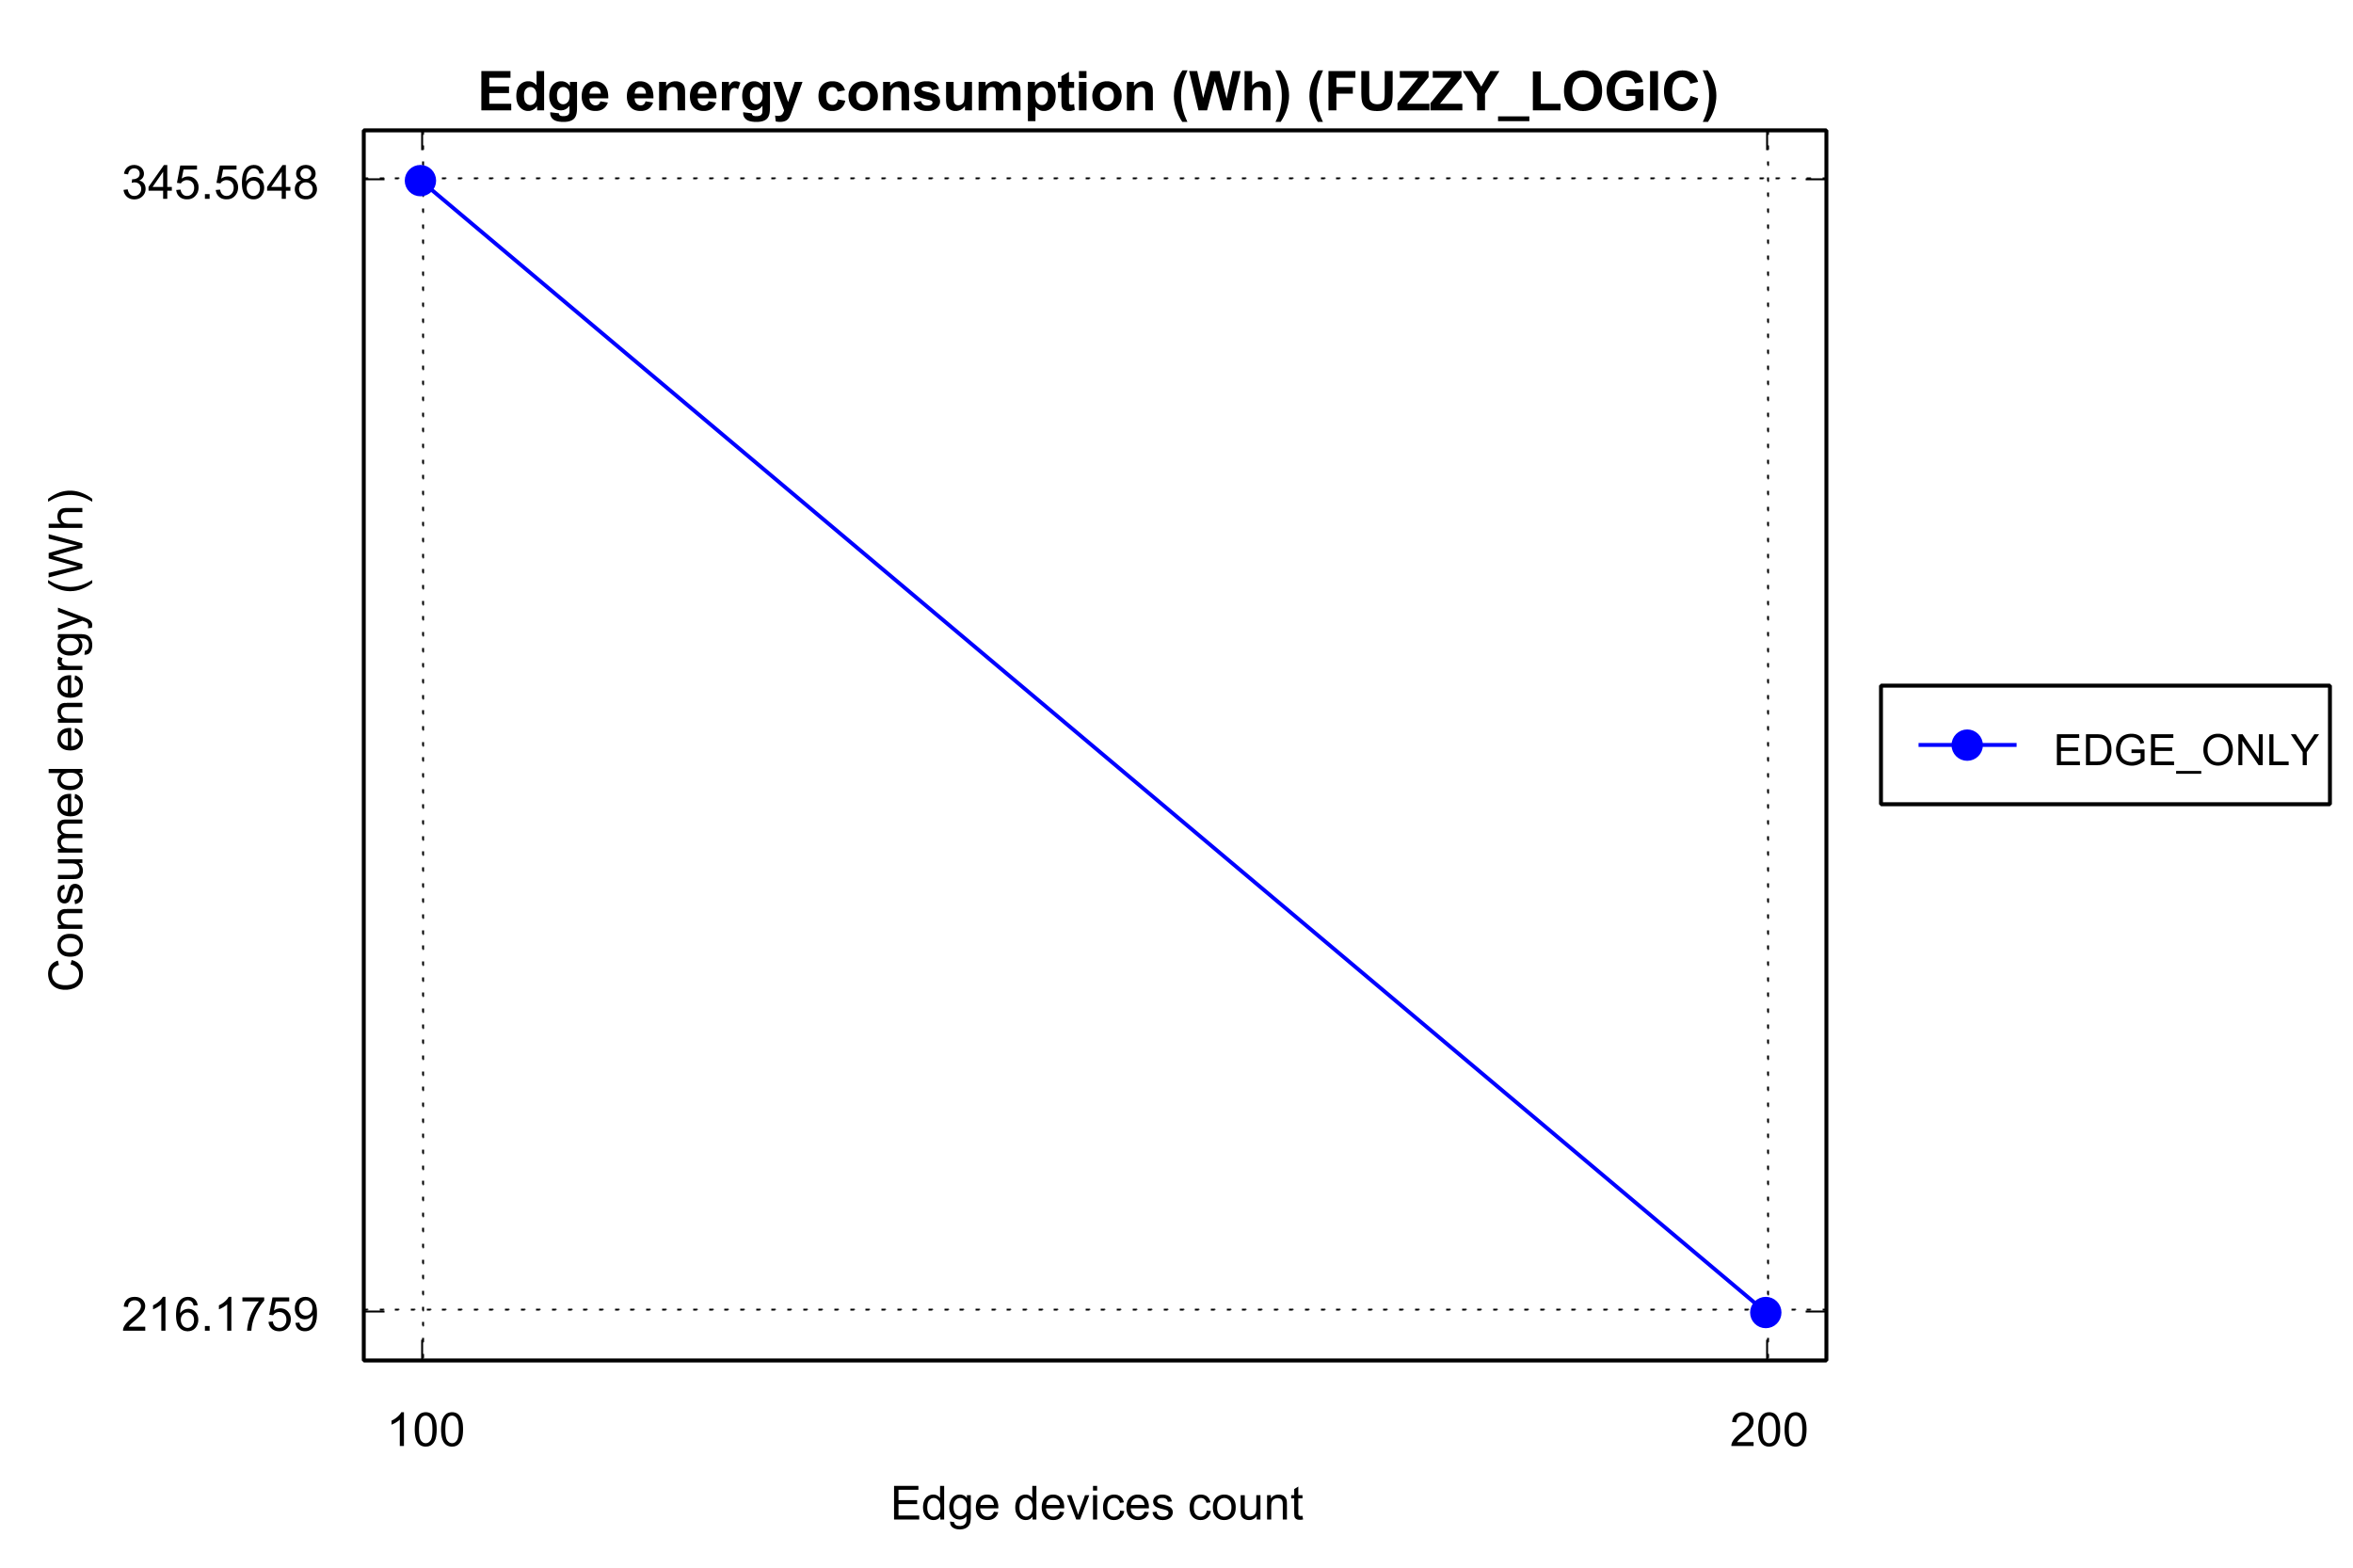 Edge energy consumption (Wh) (FUZZY_LOGIC)
345.5648
Consumed energy (Wh)
EDGE_ONLY
216.1759
100
200
Edge devices count